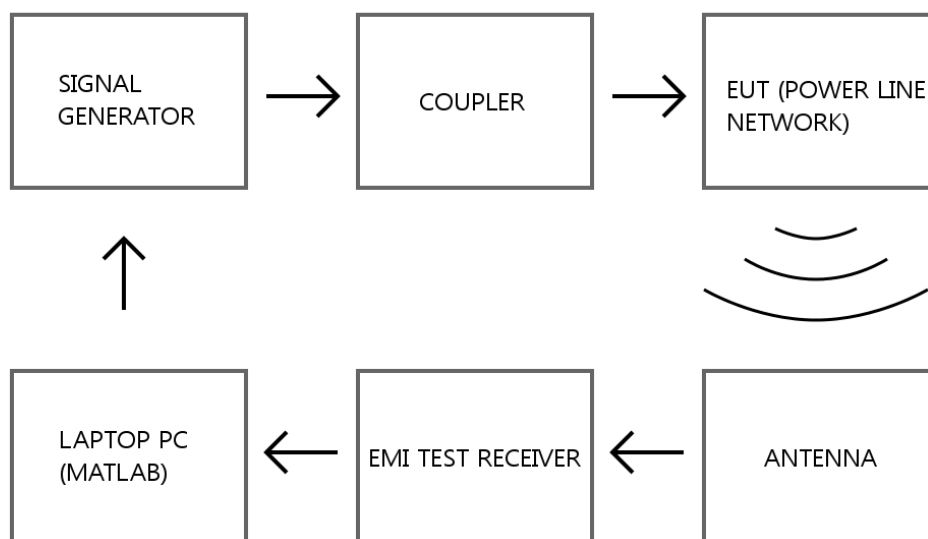 SIGNAL
GENERATOR
COUPLER
EUT (POWER LINE
NETWORK)
LAPTOP PC
(MATLAB)
EMI TEST RECEIVER
ANTENNA